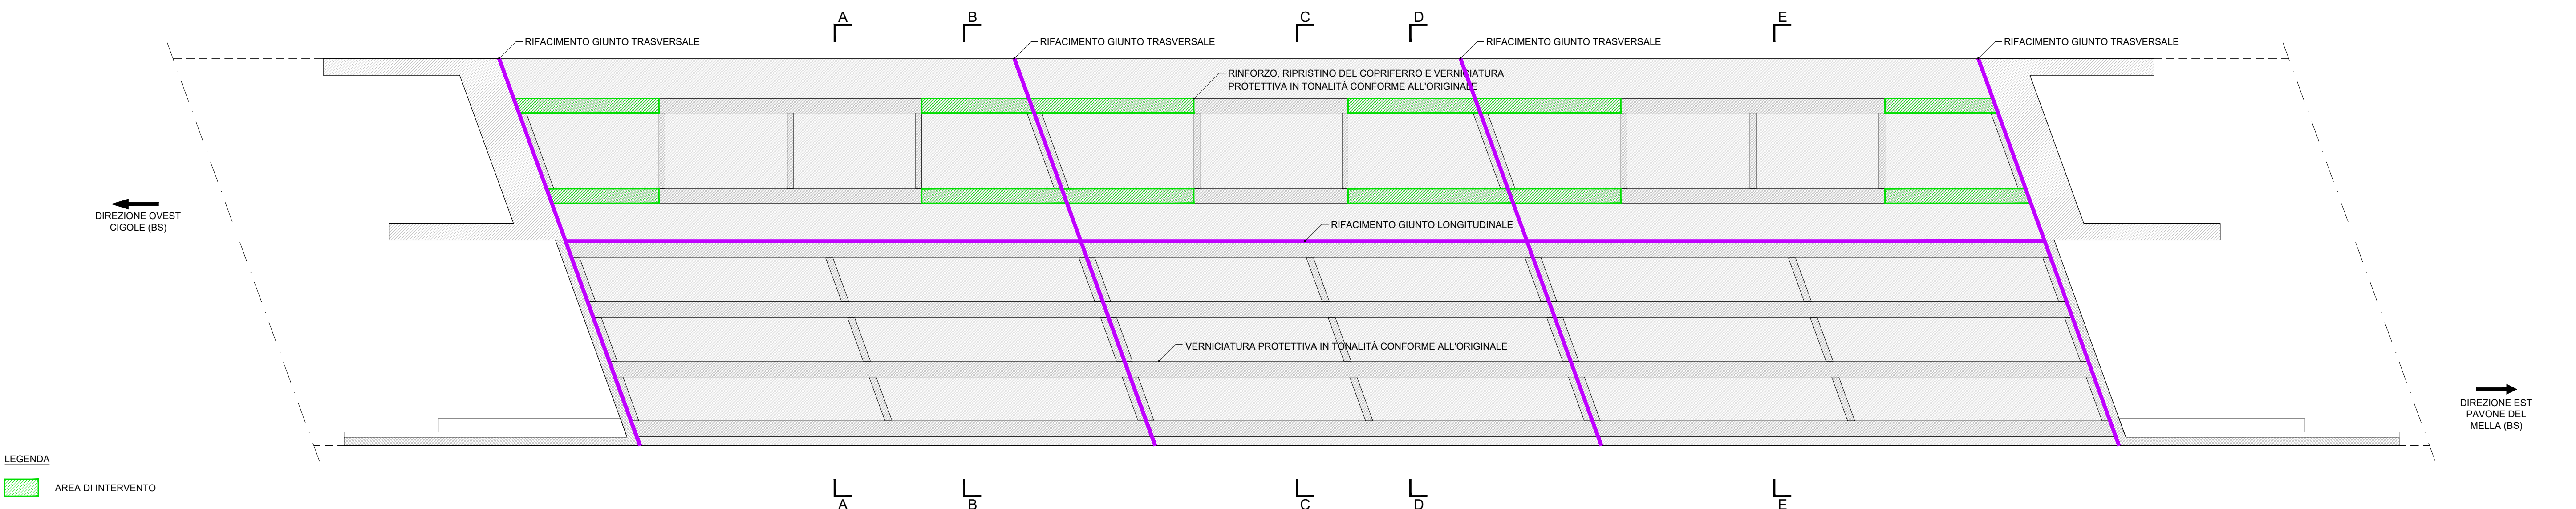 A
B
C
D
E
RIFACIMENTO GIUNTO TRASVERSALE
RIFACIMENTO GIUNTO TRASVERSALE
RIFACIMENTO GIUNTO TRASVERSALE
RIFACIMENTO GIUNTO TRASVERSALE
RINFORZO, RIPRISTINO DEL COPRIFERRO E VERNICIATURA
PROTETTIVA IN TONALITÀ CONFORME ALL'ORIGINALE
DIREZIONE OVEST
CIGOLE (BS)
RIFACIMENTO GIUNTO LONGITUDINALE
VERNICIATURA PROTETTIVA IN TONALITÀ CONFORME ALL'ORIGINALE
DIREZIONE EST
PAVONE DEL
MELLA (BS)
LEGENDA
AREA DI INTERVENTO
A
B
C
D
E